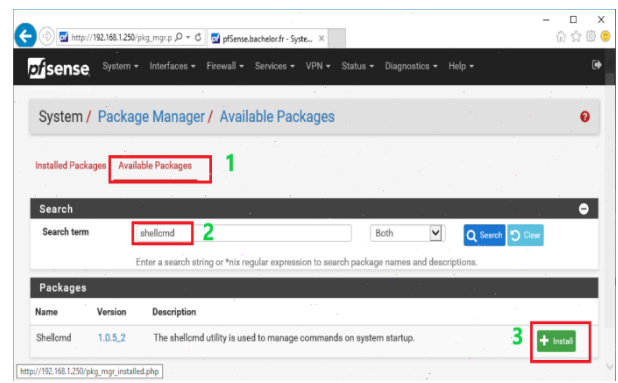 http://192.168.1.250/pkg_mgr.p
pfSense.bachelor.fr - Syste...
pfsense System Interfaces Firewall Services VPN Status Diagnostics Help
System / Package Manager / Available Packages
Installed Packages Available Packages 1
Search
Search term shellcmd 2 Both Search Clear
Enter a search string or *nix regular expression to search package names and descriptions.
Packages
Name Version Description
Shellcmd 1.0.5_2 The shellcmd utility is used to manage commands on system startup. 3 + Install
http://192.168.1.250/pkg_mgr_installed.php